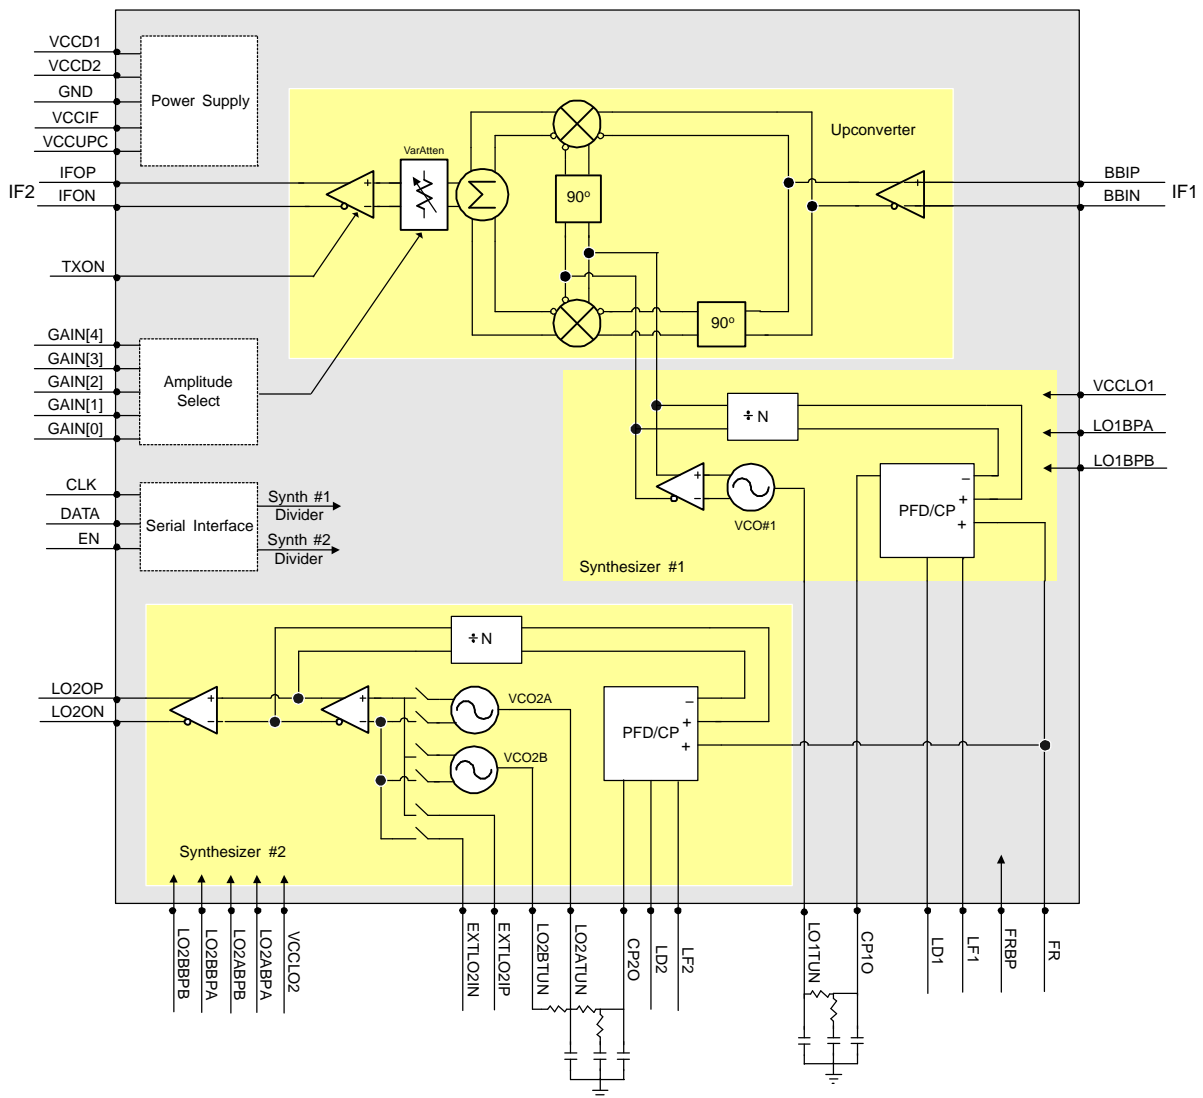 VCCD1
VCCD2
GND
VCCIF
VCCUPC
Power Supply
IFOP
IF2
IFON
TXON
GAIN[4]
GAIN[3]
GAIN[2]
GAIN[1]
GAIN[0]
Amplitude
Select
CLK
DATA
EN
Serial Interface
Synth #1
Divider
Synth #2
Divider
Upconverter
VarAtten
+
−
Σ
90º
90º
+
−
BBIP
BBIN
IF1
VCCLO1
LO1BPA
LO1BPB
÷ N
+
−
VCO#1
−
+
+
PFD/CP
Synthesizer #1
÷ N
LO2OP
LO2ON
+
−
+
−
VCO2A
VCO2B
−
+
+
PFD/CP
Synthesizer #2
LO2BBPB
LO2BBPA
LO2ABPB
LO2ABPA
VCCLO2
EXTLO2IN
EXTLO2IP
LO2BTUN
LO2ATUN
CP2O
LD2
LF2
LO1TUN
CP1O
LD1
LF1
FRBP
FR